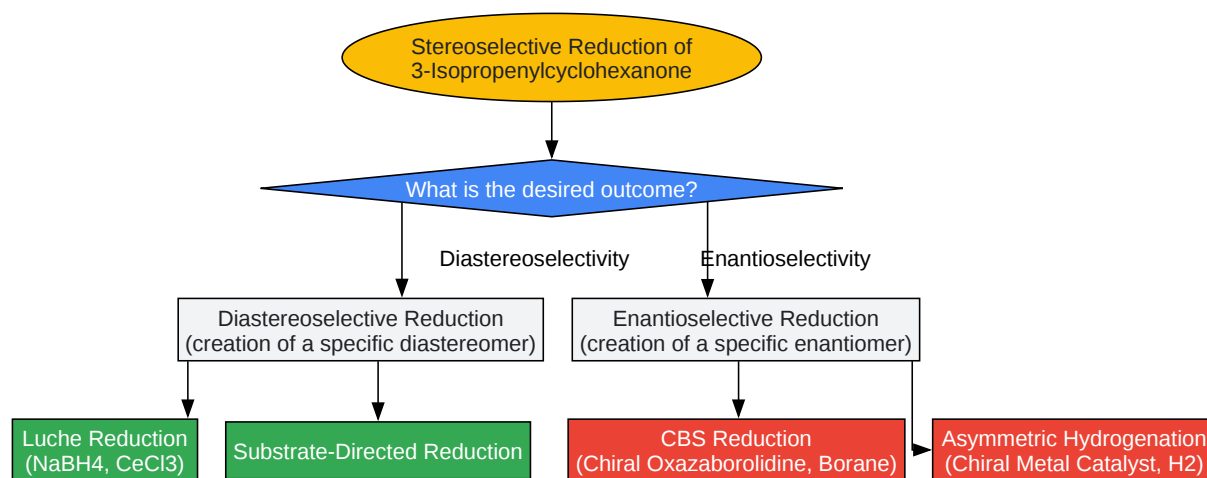 Stereoselective Reduction of
3-Isopropenylcyclohexanone
What is the desired outcome?
Diastereoselectivity
Enantioselectivity
Diastereoselective Reduction
(creation of a specific diastereomer)
Enantioselective Reduction
(creation of a specific enantiomer)
Luche Reduction
(NaBH4, CeCl3)
Substrate-Directed Reduction
CBS Reduction
(Chiral Oxazaborolidine, Borane)
Asymmetric Hydrogenation
(Chiral Metal Catalyst, H2)